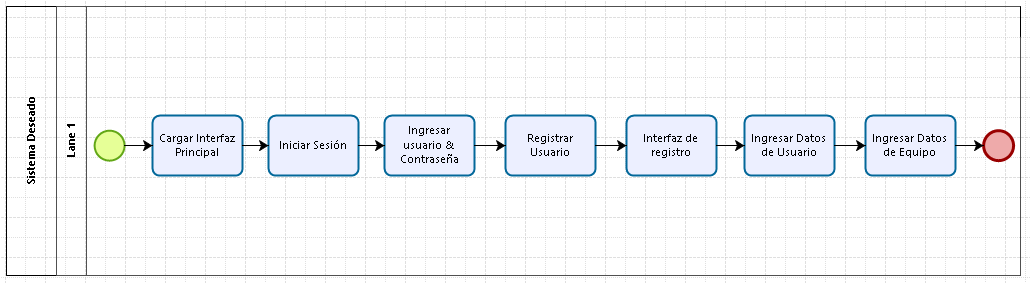 Sistema Deseado
Lane 1
Cargar Interfaz
Principal
Iniciar Sesión
Ingresar
usuario &
Contraseña
Registrar
Usuario
Interfaz de
registro
Ingresar Datos
de Usuario
Ingresar Datos
de Equipo